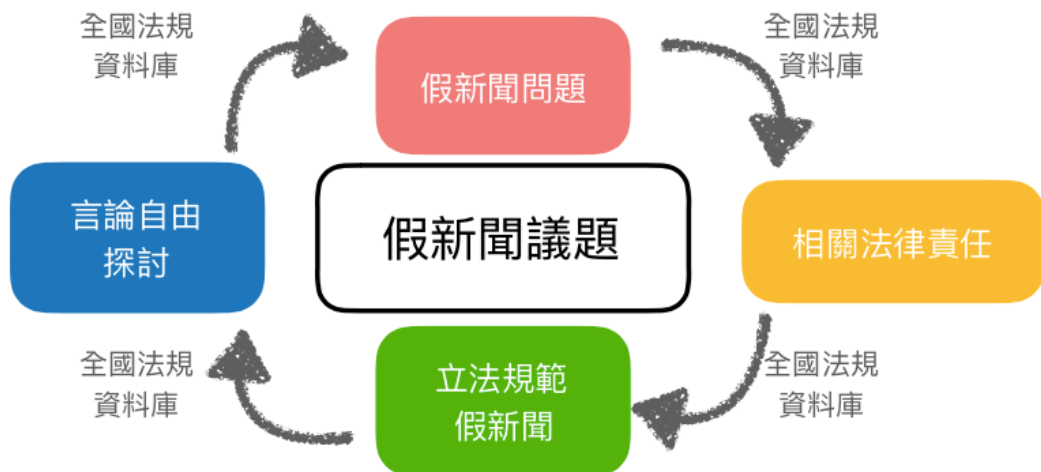 全國法規
資料庫
假新聞問題
全國法規
資料庫
言論自由
探討
假新聞議題
相關法律責任
全國法規
資料庫
立法規範
假新聞
全國法規
資料庫